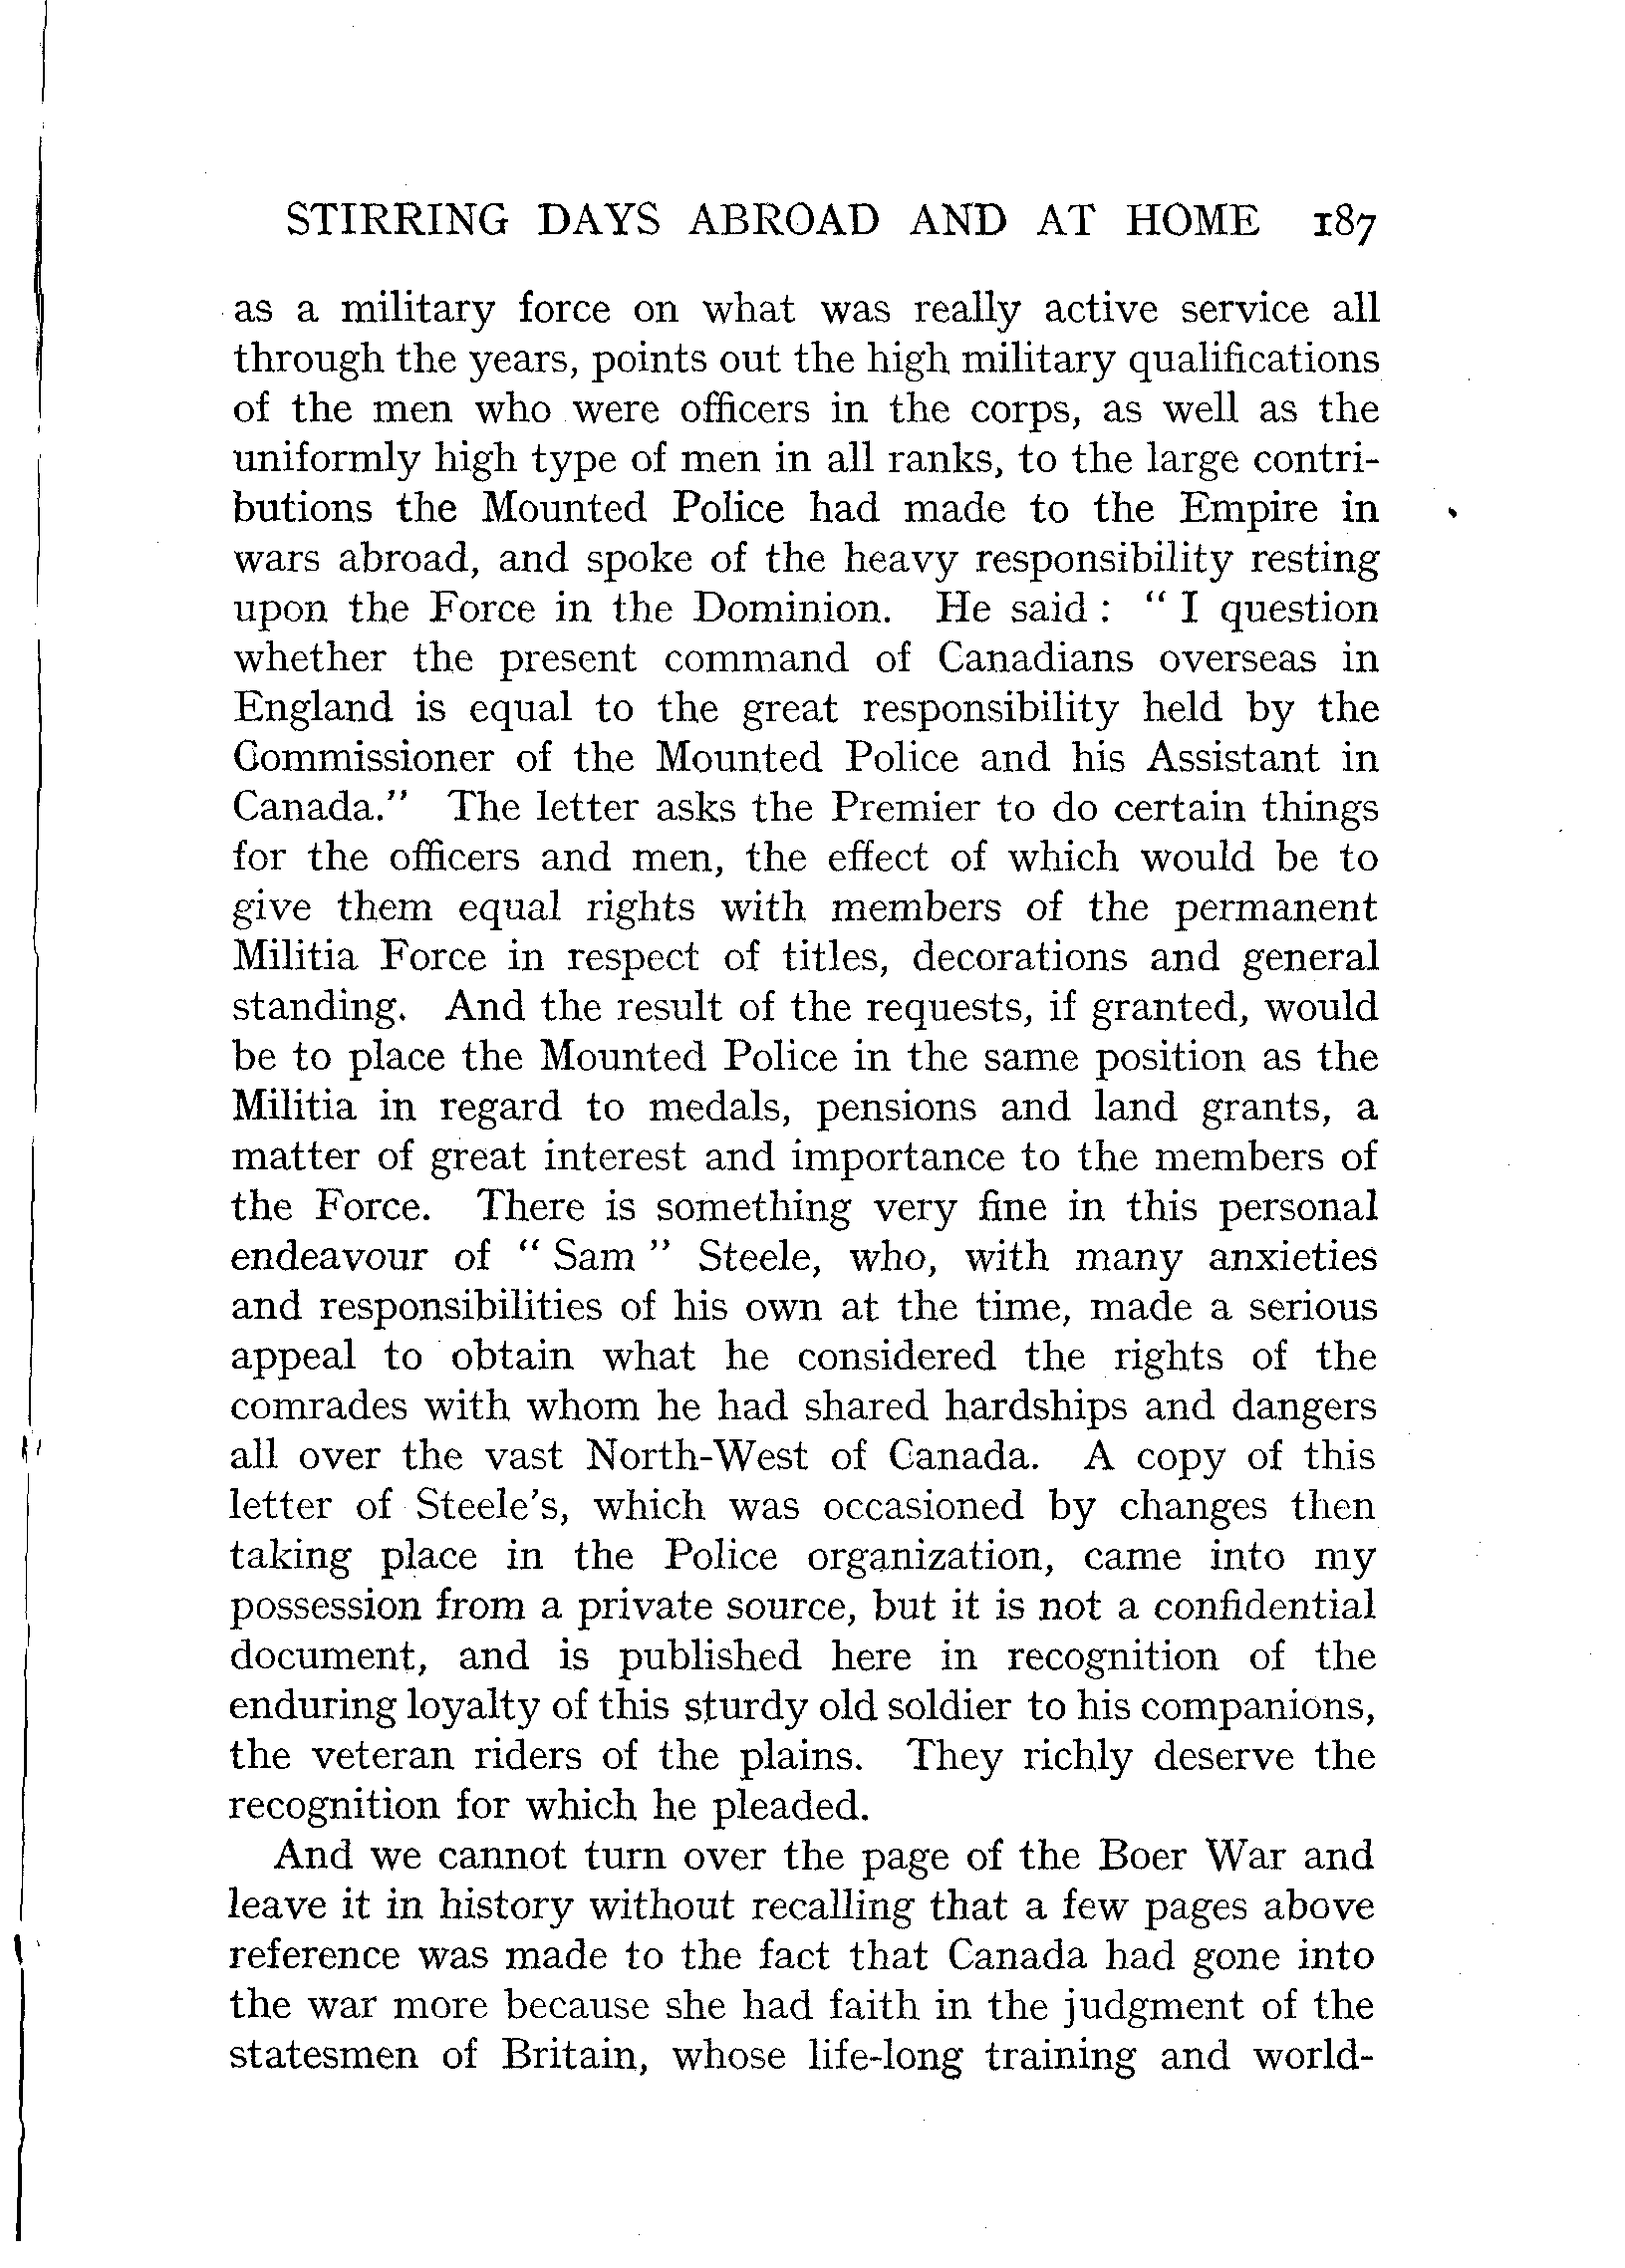 STIRRING DAYS ABROAD AND AT HOME 187
as a military force on what was really active service all
through the years, points out the high military qualifications
of the men who were officers in the corps, as well as the
uniformly high type of men in all ranks, to the large contri-
butions the Mounted Police had made to the Empire in
wars abroad, and spoke of the heavy responsibility resting
upon the Force in the Dominion. He said : “ I question
whether the present command of Canadians overseas in
England is equal to the great responsibility held by the
Commissioner of the Mounted Police and his Assistant in
Canada.” The letter asks the Premier to do certain things
for the officers and men, the effect of which would be to
give them equal rights with members of the permanent
Militia Force in respect of titles, decorations and general
standing. And the result of the requests, if granted, would
be to place the Mounted Police in the same position as the
Militia in regard to medals, pensions and land grants, a
matter of great interest and importance to the members of
the Force. There is something very fine in this personal
endeavour of “ Sam ” Steele, who, with many anxieties
and responsibilities of his own at the time, made a serious
appeal to obtain what he considered the rights of the
comrades with whom he had shared hardships and dangers
all over the vast North-West of Canada. A copy of this
letter of Steele’s, which was occasioned by changes then
taking place in the Police organization, came into my
possession from a private source, but it is not a confidential
document, and is published here in recognition of the
enduring loyalty of this sturdy old soldier to his companions,
the veteran riders of the plains. They richly deserve the
recognition for which he pleaded.
And we cannot turn over the page of the Boer War and
leave it in history without recalling that a few pages above
reference was made to the fact that Canada had gone into
the war more because she had faith in the judgment of the
statesmen of Britain, whose life-long training and world-